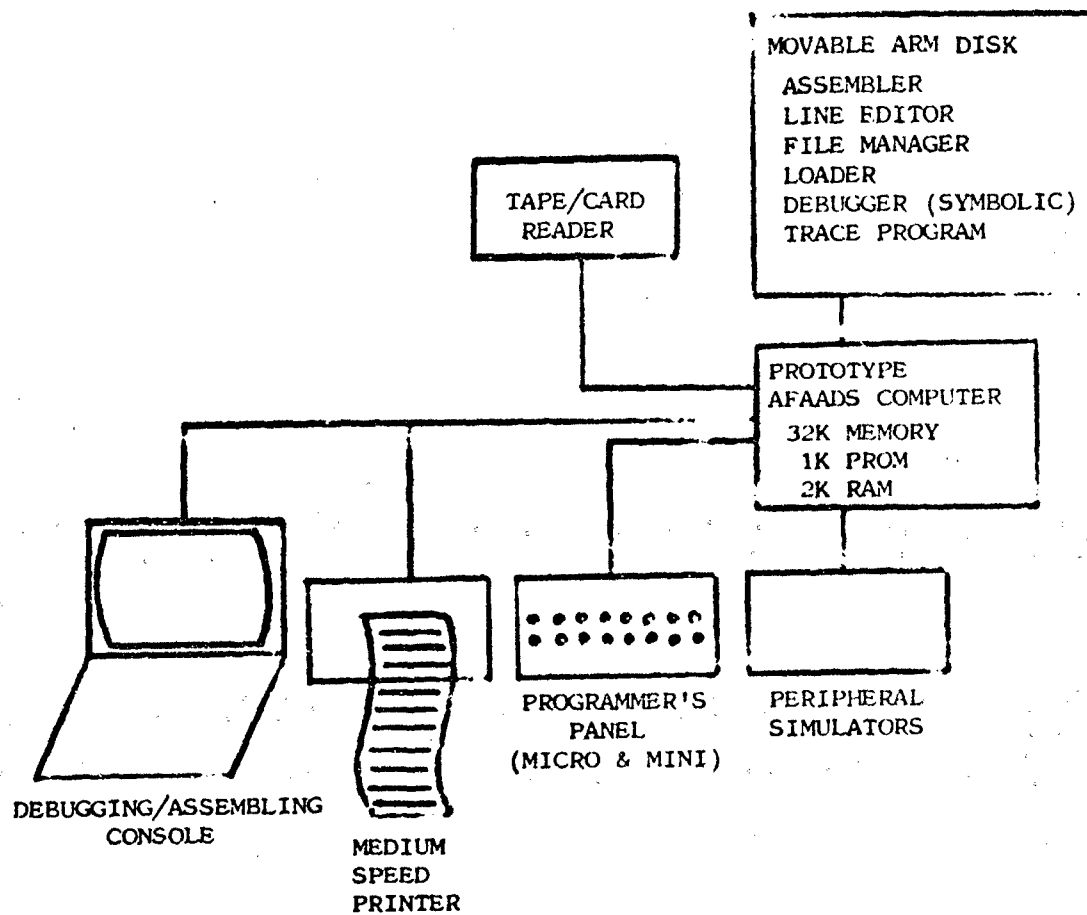 MOVABLE ARM DISK
ASSEMBLER
LINE EDITOR
FILE MANAGER
LOADER
DEBUGGER (SYMBOLIC)
TRACE PROGRAM
TAPE/CARD
READER
PROTOTYPE
AFAADS COMPUTER
32K MEMORY
1K PROM
2K RAM
DEBUGGING/ASSEMBLING
CONSOLE
MEDIUM
SPEED
PRINTER
PROGRAMMER'S
PANEL
(MICRO & MINI)
PERIPHERAL
SIMULATORS